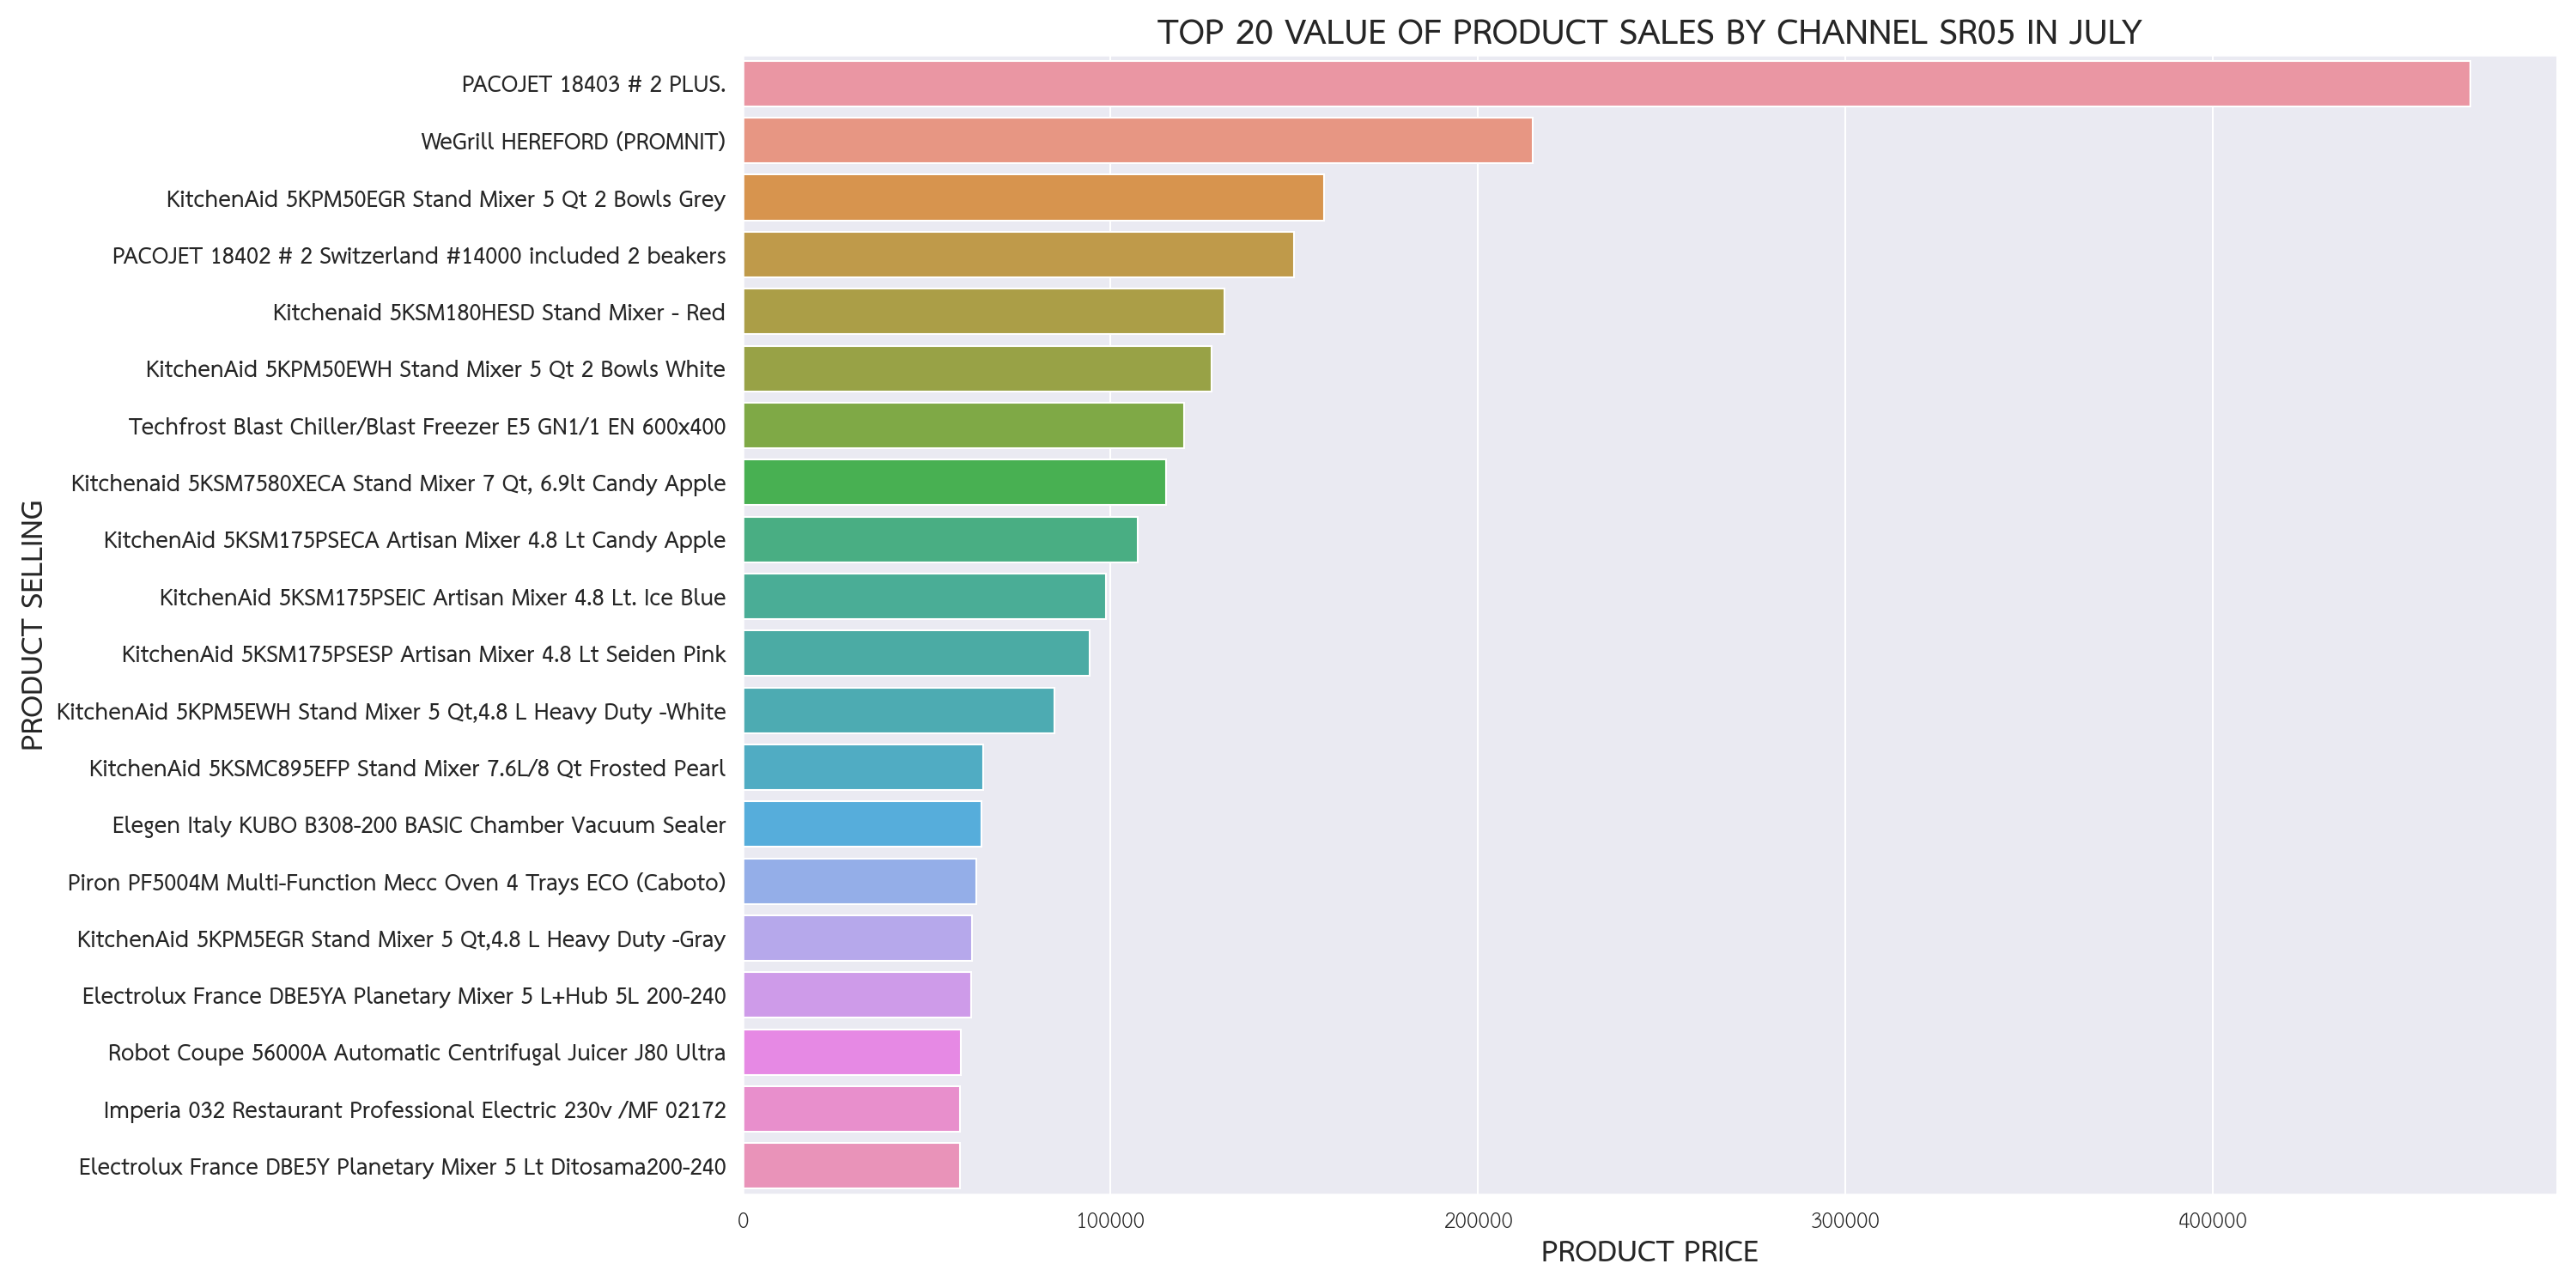 TOP 20 VALUE OF PRODUCT SALES BY CHANNEL SR05 IN JULY
PACOJET 18403 # 2 PLUS.
WeGrill HEREFORD (PROMNIT)
KitchenAid 5KPM50EGR Stand Mixer 5 Qt 2 Bowls Grey
PACOJET 18402 # 2 Switzerland #14000 included 2 beakers
Kitchenaid 5KSM180HESD Stand Mixer - Red
KitchenAid 5KPM50EWH Stand Mixer 5 Qt 2 Bowls White
Techfrost Blast Chiller/Blast Freezer E5 GN1/1 EN 600x400
Kitchenaid 5KSM7580XECA Stand Mixer 7 Qt, 6.9lt Candy Apple
KitchenAid 5KSM175PSECA Artisan Mixer 4.8 Lt Candy Apple
KitchenAid 5KSM175PSEIC Artisan Mixer 4.8 Lt. Ice Blue
KitchenAid 5KSM175PSESP Artisan Mixer 4.8 Lt Seiden Pink
KitchenAid 5KPM5EWH Stand Mixer 5 Qt,4.8 L Heavy Duty -White
KitchenAid 5KSMC895EFP Stand Mixer 7.6L/8 Qt Frosted Pearl
Elegen Italy KUBO B308-200 BASIC Chamber Vacuum Sealer
Piron PF5004M Multi-Function Mecc Oven 4 Trays ECO (Caboto)
KitchenAid 5KPM5EGR Stand Mixer 5 Qt,4.8 L Heavy Duty -Gray
Electrolux France DBE5YA Planetary Mixer 5 L+Hub 5L 200-240
Robot Coupe 56000A Automatic Centrifugal Juicer J80 Ultra
Imperia 032 Restaurant Professional Electric 230v /MF 02172
Electrolux France DBE5Y Planetary Mixer 5 Lt Ditosama200-240
PRODUCT SELLING
0 100000 200000 300000 400000
PRODUCT PRICE